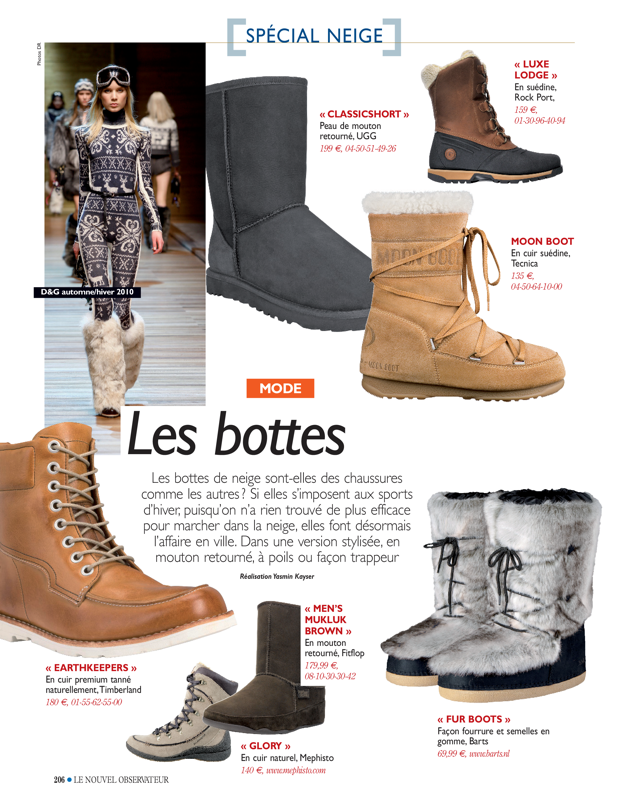 SPÉCIAL NEIGE
Photos DR
« LUXE
LODGE »
En suédine,
Rock Port,
159 €,
01-30-96-40-94
« CLASSICSHORT »
Peau de mouton
retourné, UGG
199 €, 04-50-51-49-26
MOON BOOT
En cuir suédine,
Tecnica
135 €,
04-50-64-10-00
MOON BOOT
MOON BOOT
D&G automne/hiver 2010
MODE
Les bottes
Les bottes de neige sont-elles des chaussures
comme les autres ? Si elles s'imposent aux sports
d'hiver, puisqu'on n'a rien trouvé de plus efficace
pour marcher dans la neige, elles font désormais
l'affaire en ville. Dans une version stylisée, en
mouton retourné, à poils ou façon trappeur
Réalisation Yasmin Kayser
« MEN'S
MUKLUK
BROWN »
En mouton
retourné, Fitflop
179,99 €,
08-10-30-30-42
« EARTHKEEPERS »
En cuir premium tanné
naturellement, Timberland
180 €, 01-55-62-55-00
« GLORY »
En cuir naturel, Mephisto
140 €, www.mephisto.com
« FUR BOOTS »
Façon fourrure et semelles en
gomme, Barts
69,99 €, www.barts.nl
206 • LE NOUVEL OBSERVATEUR